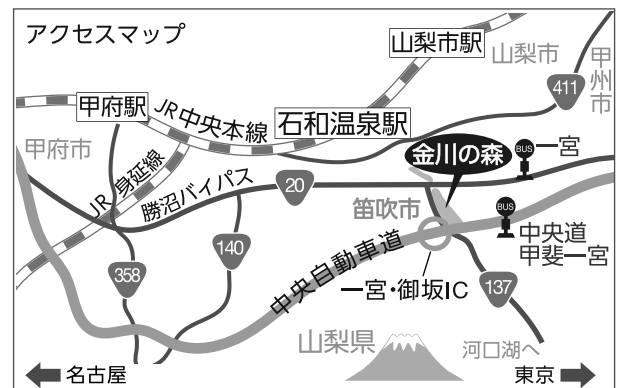 アクセスマップ
山梨市駅
山梨市
甲州市
411
甲府駅
JR中央本線
石和温泉駅
金川の森
BUS
一宮
甲府市
JR身延線
勝沼バイパス
20
笛吹市
BUS
中央道
甲斐一宮
140
358
中央自動車道
一宮・御坂IC
137
山梨県
河口湖へ
名古屋
東京